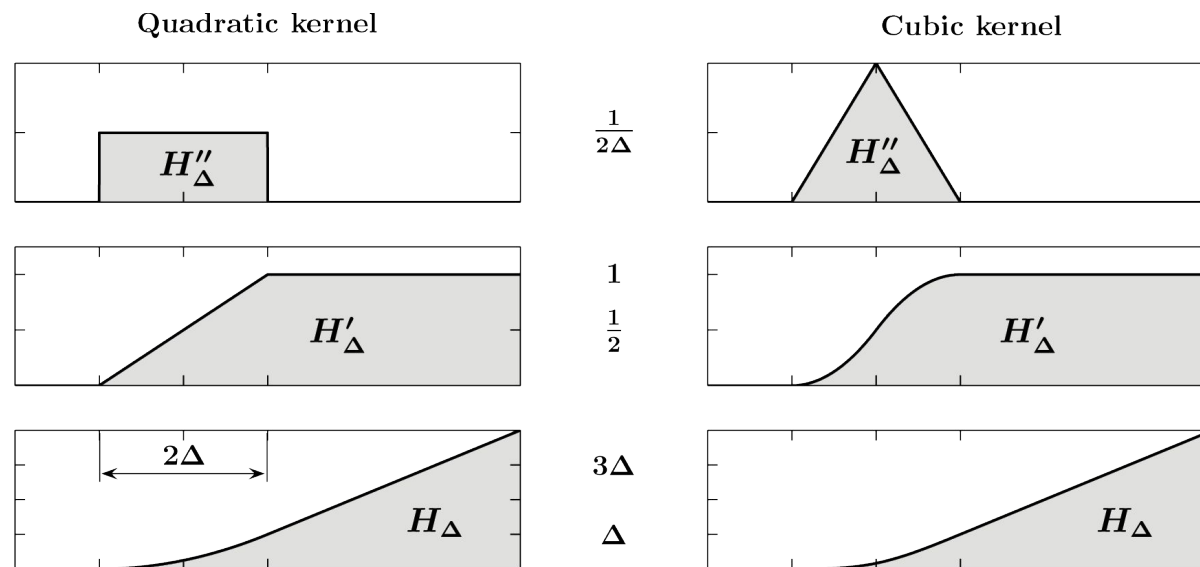 Quadratic kernel
Cubic kernel
H″_Δ
1/2Δ
H″_Δ
H′_Δ
1
1/2
H′_Δ
2Δ
H_Δ
3Δ
Δ
H_Δ